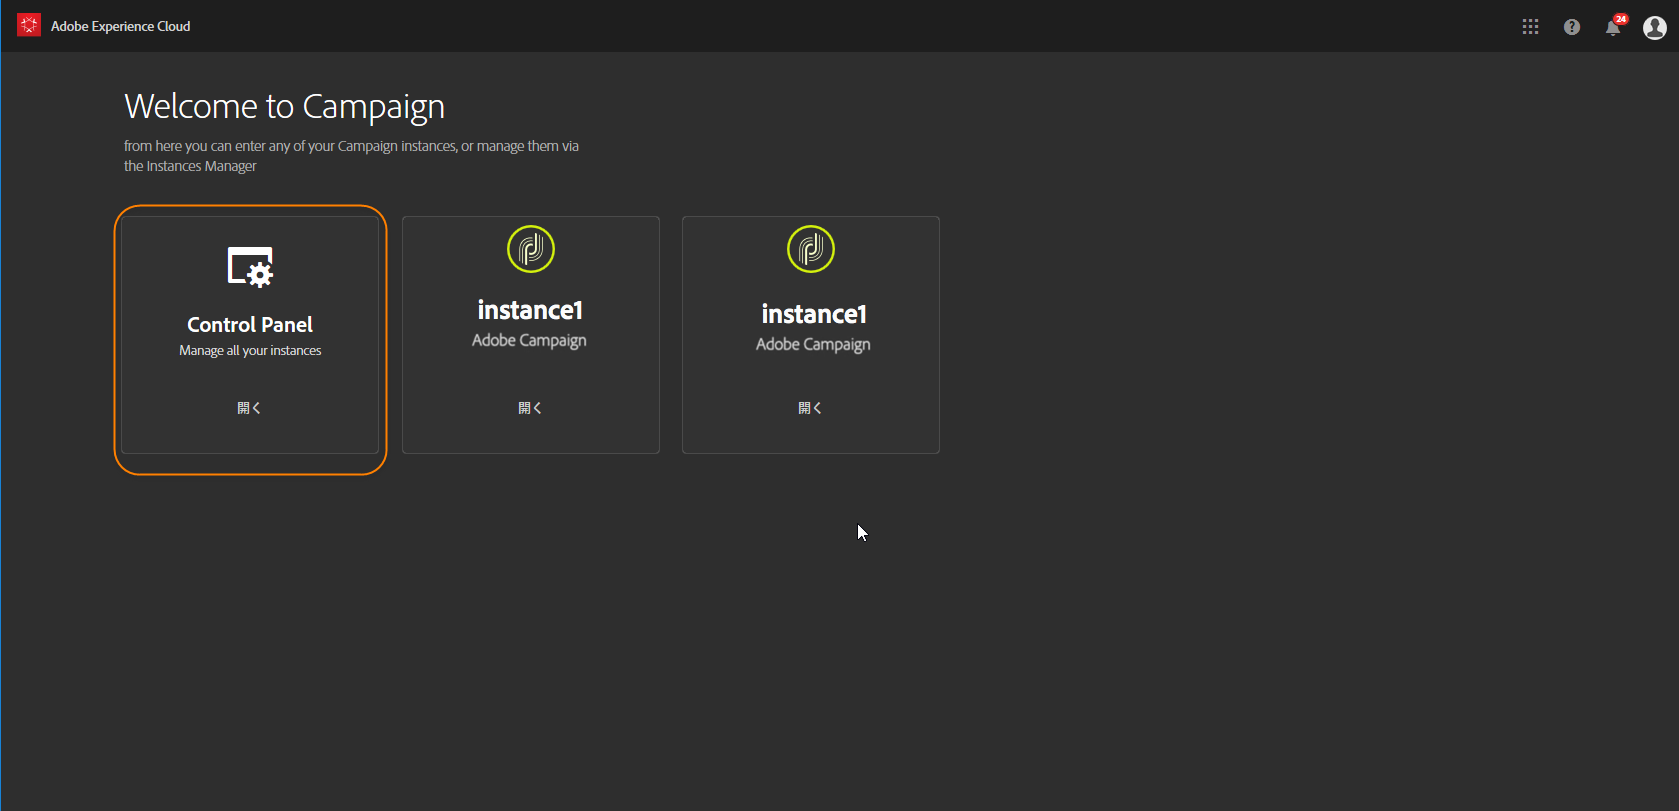 Adobe Experience Cloud
24
Welcome to Campaign
from here you can enter any of your Campaign instances, or manage them via
the Instances Manager
Control Panel
Manage all your instances
開く
instance1
Adobe Campaign
開く
instance1
Adobe Campaign
開く